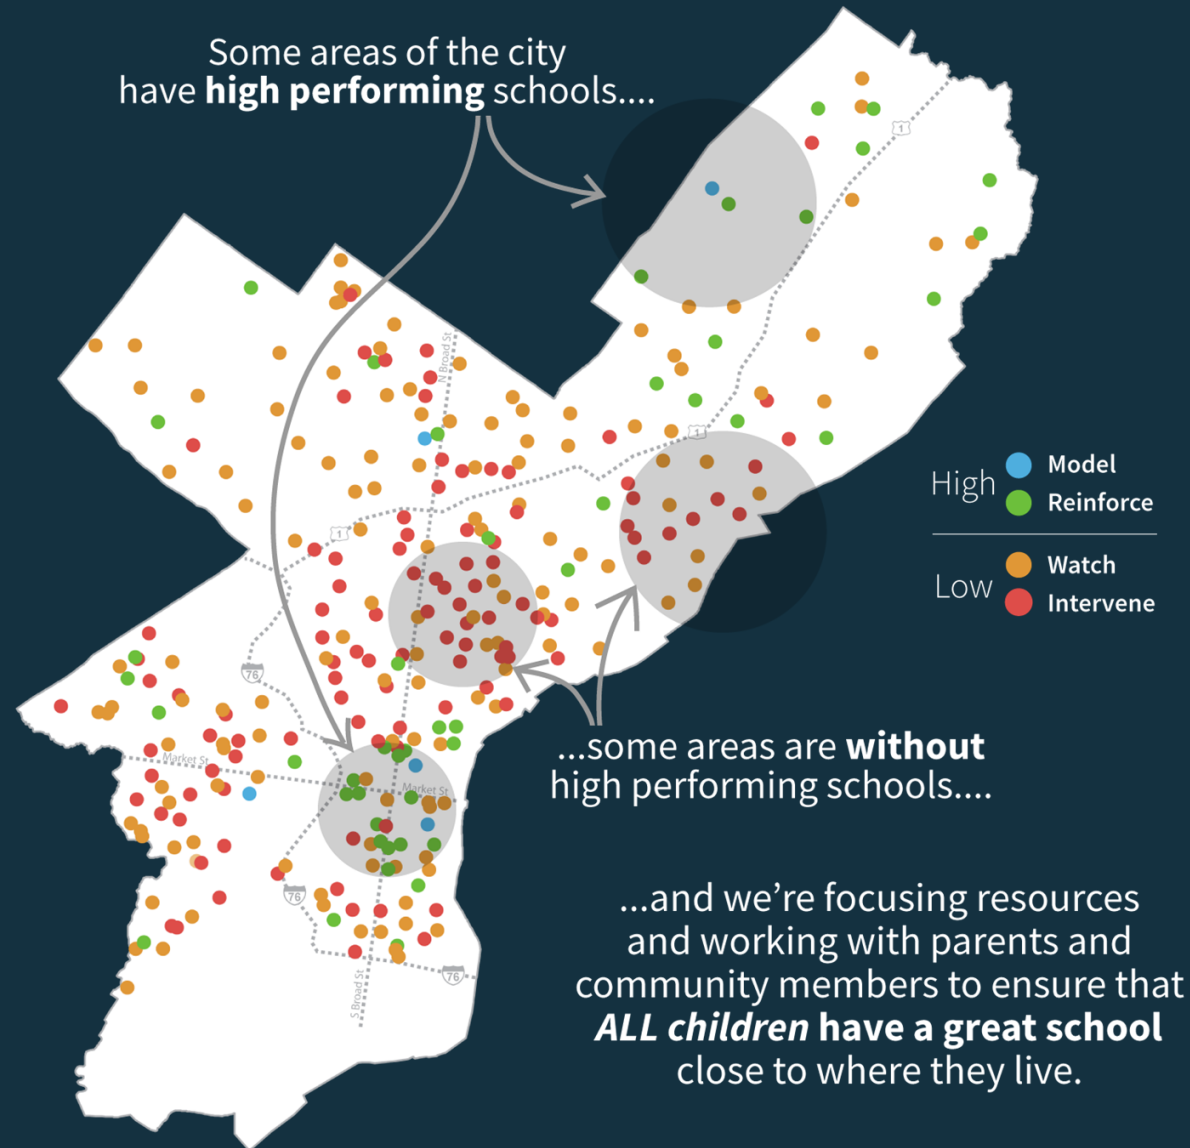 Some areas of the city
have high performing schools....
1
N Broad St
1
1
High
Model
Reinforce
Low
Watch
Intervene
76
Market St
...some areas are without
high performing schools....
Market St
76
...and we’re focusing resources
and working with parents and
community members to ensure that
ALL children have a great school
close to where they live.
76
S Broad St